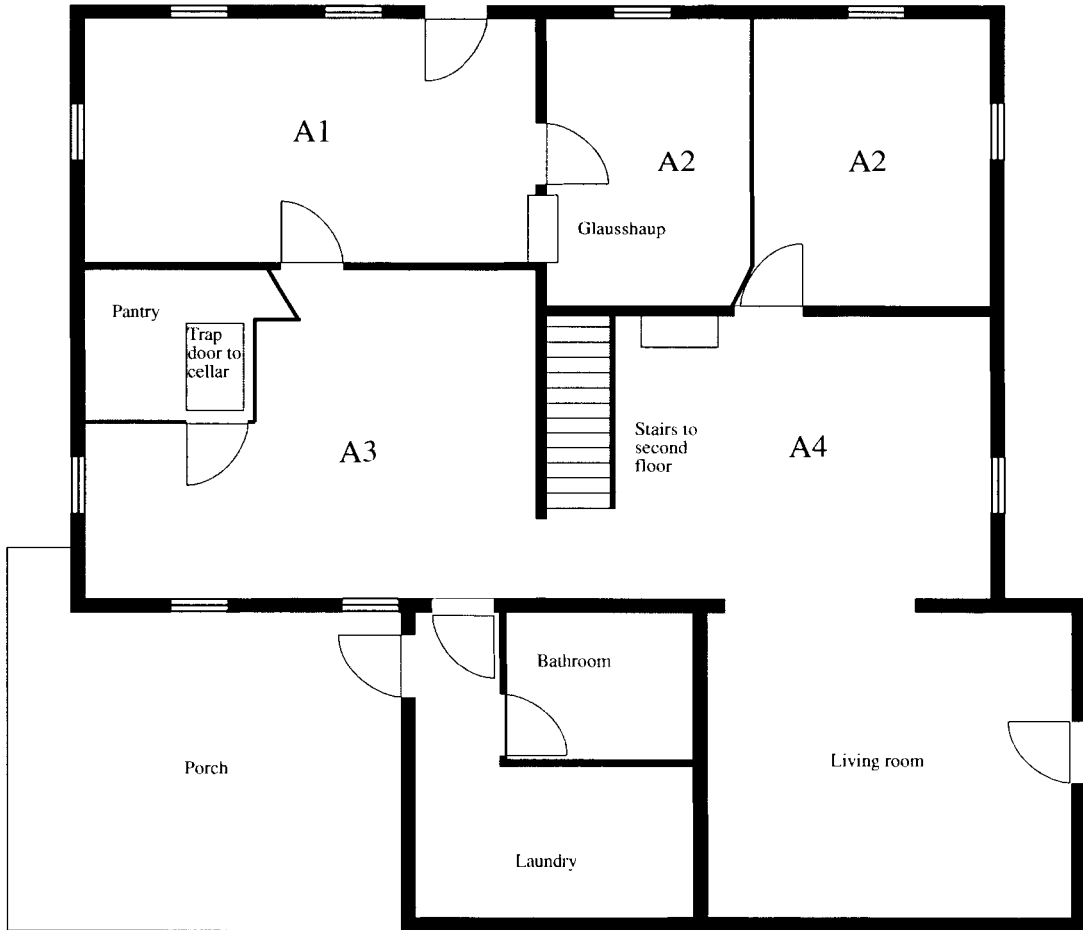 A1
A2
A2
Glausshaup
Pantry
Trap
door to
cellar
A3
Stairs to
second
floor
A4
Bathroom
Porch
Living room
Laundry